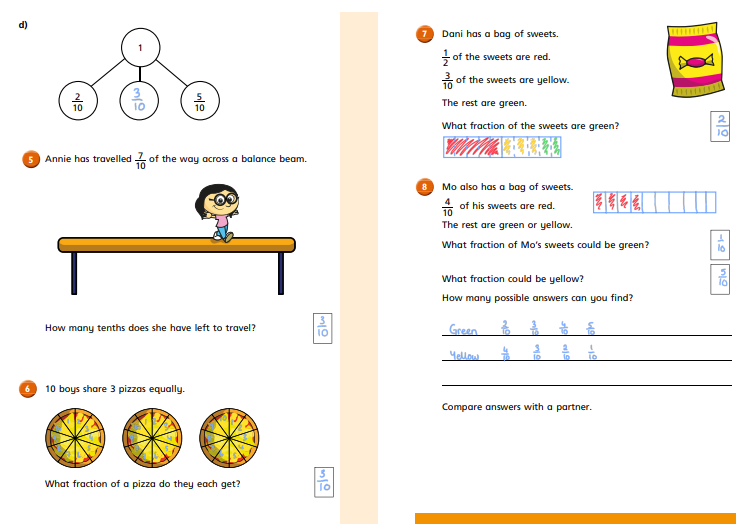 d)
1
2/10
3/10
5/10
5 Annie has travelled 7/10 of the way across a balance beam.
How many tenths does she have left to travel?
3/10
6 10 boys share 3 pizzas equally.
What fraction of a pizza do they each get?
3/10
7 Dani has a bag of sweets.
1/2 of the sweets are red.
3/10 of the sweets are yellow.
The rest are green.
What fraction of the sweets are green?
2/10
8 Mo also has a bag of sweets.
4/10 of his sweets are red.
The rest are green or yellow.
What fraction of Mo's sweets could be green?
1/10
What fraction could be yellow?
5/10
How many possible answers can you find?
Green 2/10 3/10 4/10 5/10
Yellow 4/10 3/10 2/10 1/10
Compare answers with a partner.